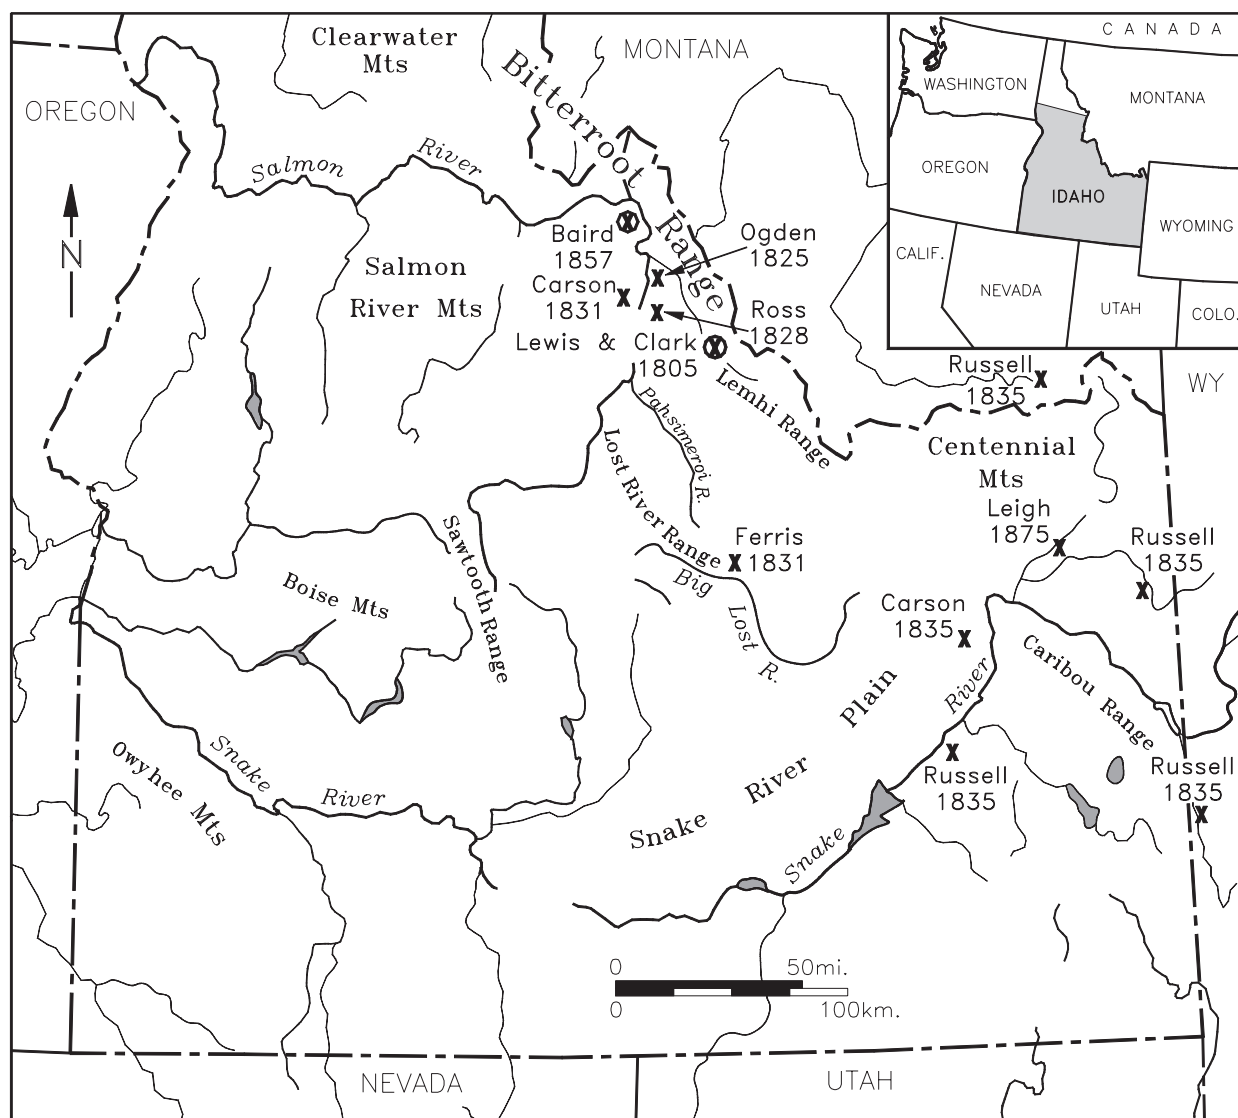 Clearwater
Mts
MONTANA
Bitterroot
Range
OREGON
Salmon
River
N
Salmon
River Mts
Baird
1857
Ogden
1825
Carson
1831
Ross
1828
Lewis & Clark
1805
Lemhi Range
Pahsimeroi R.
Lost River Range
CANADA
WASHINGTON
MONTANA
OREGON
IDAHO
WYOMING
CALIF.
NEVADA
UTAH
COLO.
Russell
1835
WY
Centennial
Mts
Leigh
1875
Russell
1835
Ferris
1831
Big
Lost
R.
Sawtooth Range
Boise Mts
Carson
1835
River
Caribou Range
Plain
River
Snake
Owyhee Mts
Snake
River
Russell
1835
Russell
1835
Snake
0
50mi.
0
100km.
NEVADA
UTAH